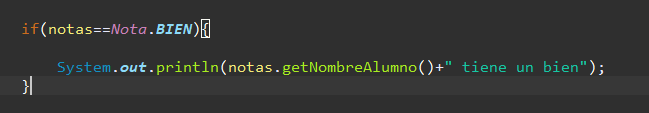 if(notas==Nota.BIEN){
System.out.println(notas.getNombreAlumno()+" tiene un bien");
}